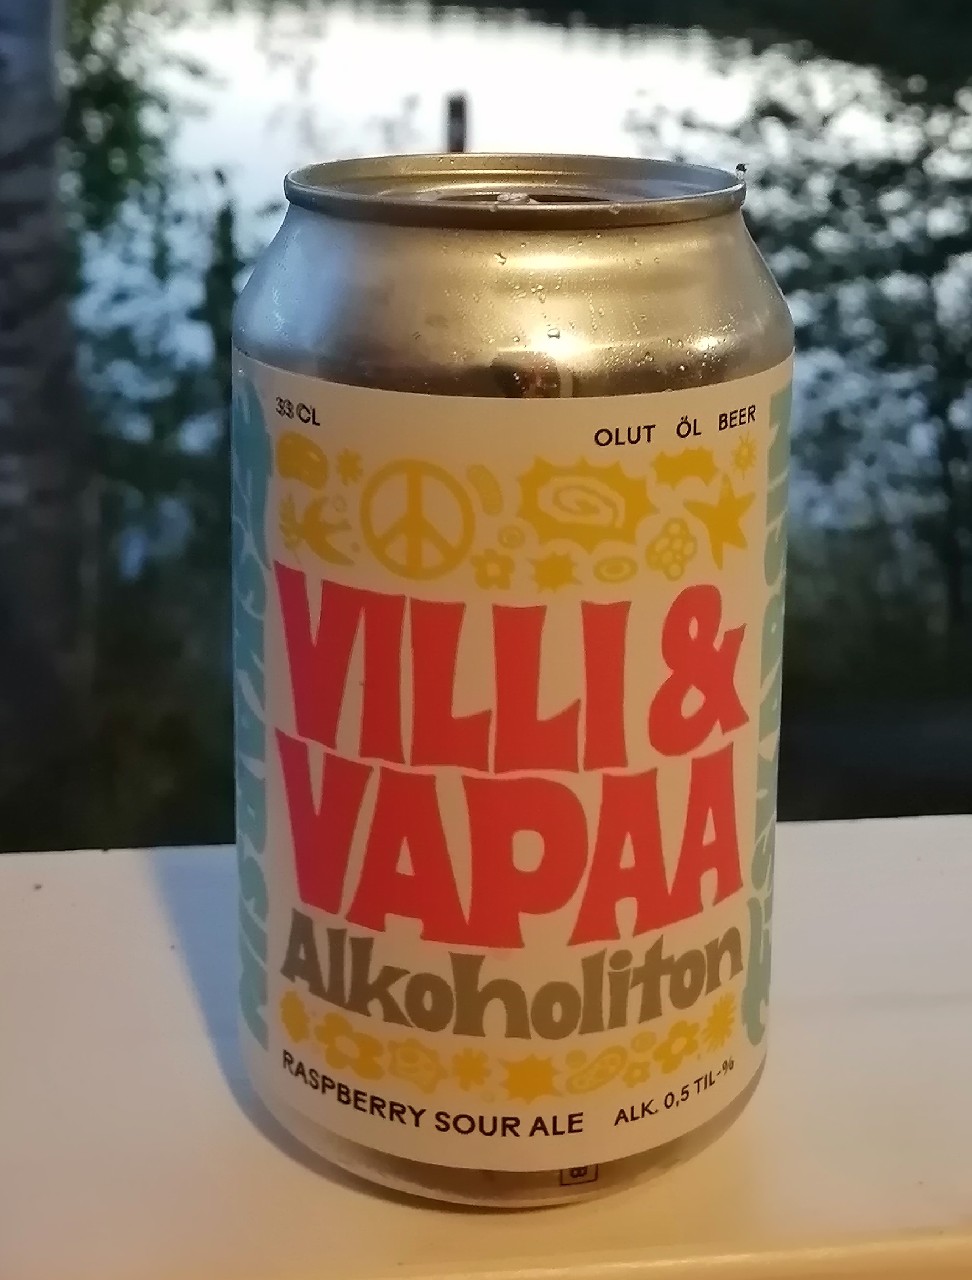 33 CL
OLUT ÖL BEER
VILLI &
VAPAA
Alkoholiton
RASPBERRY SOUR ALE
ALK. 0,5 TIL-%